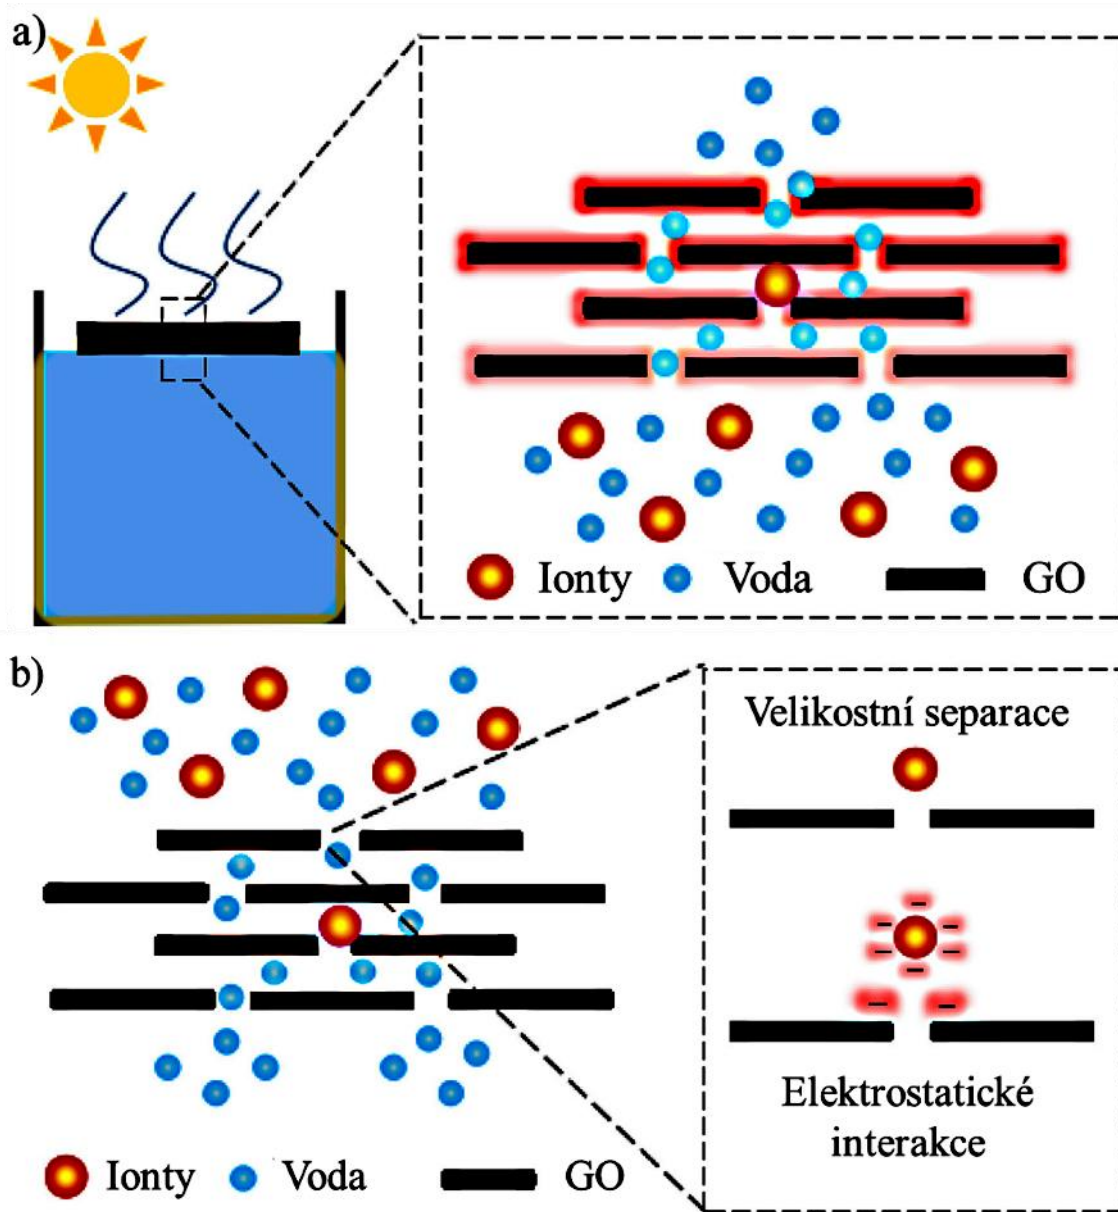 a)
Ionty Voda GO
b)
Velikostní separace
Elektrostatické
interakce
Ionty Voda GO